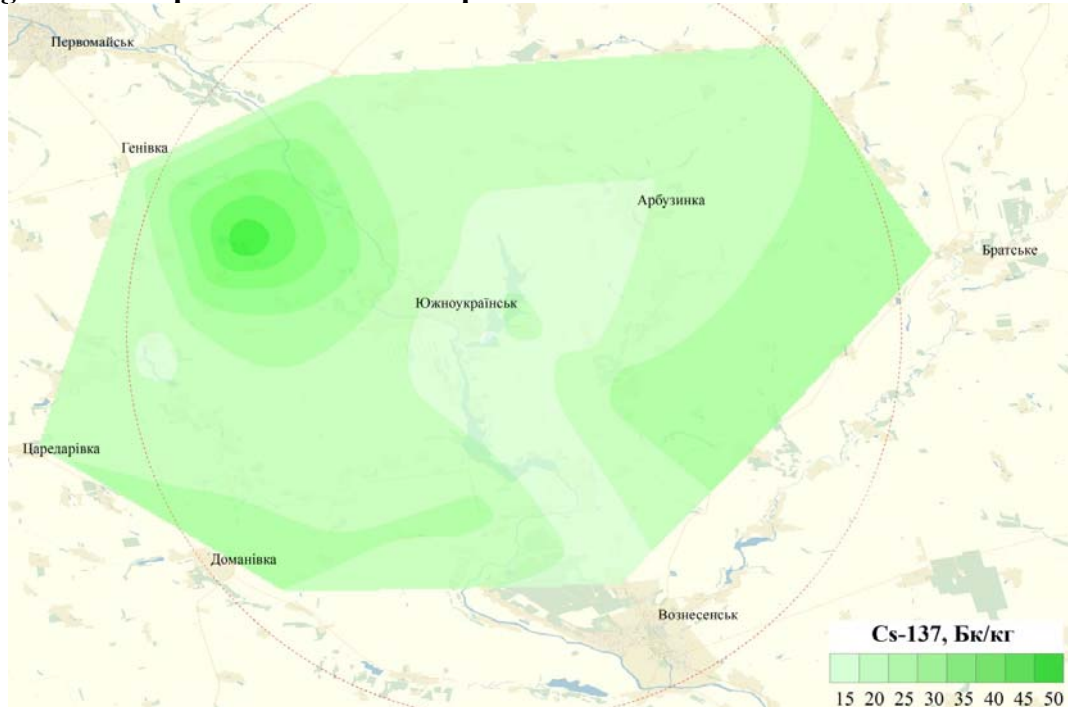 Первомайськ
Генівка
Арбузинка
Братське
Южноукраїнськ
Царедарівка
Доманівка
Вознесенськ
Cs-137, Бк/кг
15 20 25 30 35 40 45 50